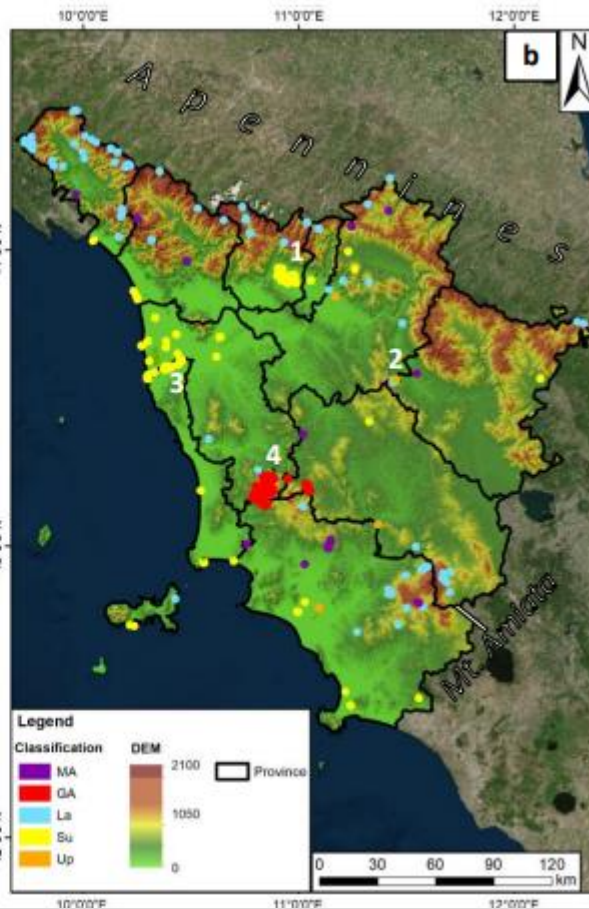 10°0'0"E 11°0'0"E 12°0'0"E
b
N
Apennines
1
2
3
4
Mt. Amiata
Legend
Classification
MA
GA
La
Su
Up
DEM
2100
1050
0
Province
0 30 60 90 120
km
10°0'0"E 11°0'0"E 12°0'0"E